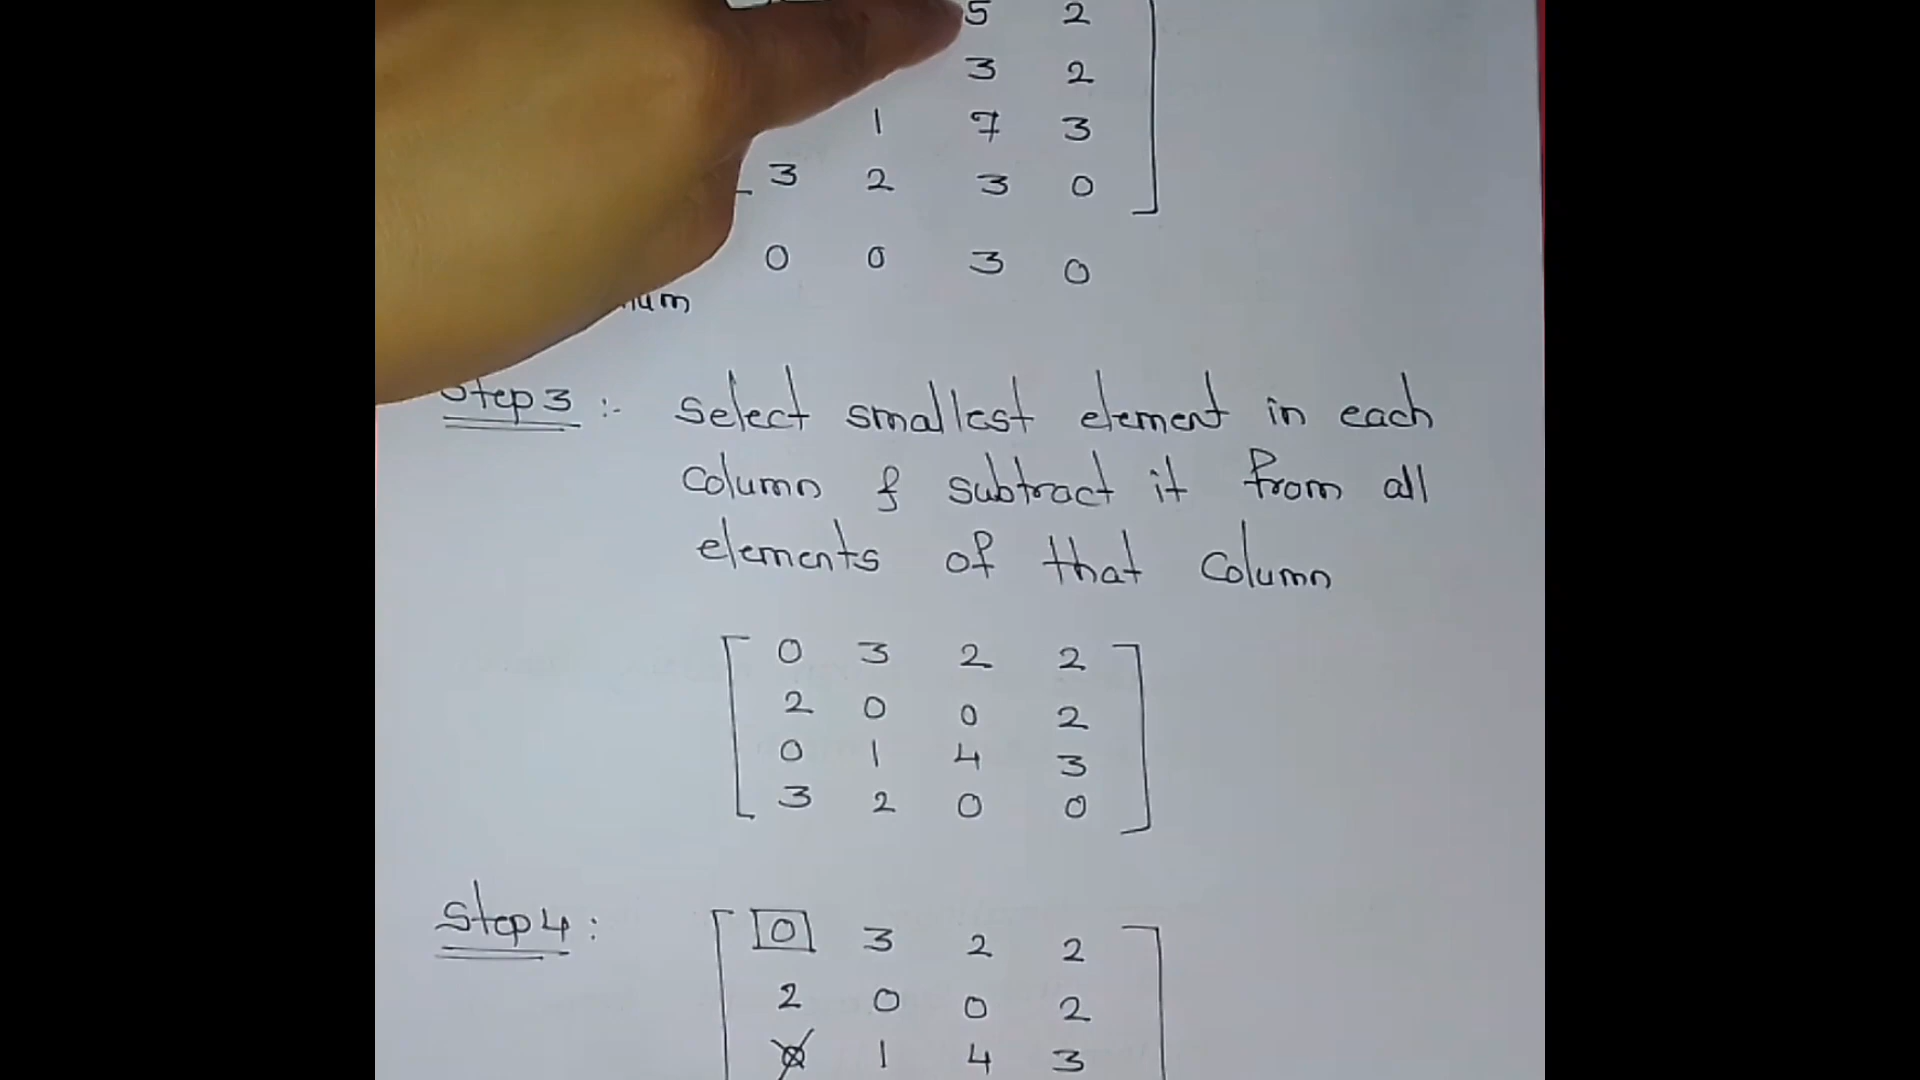 5 2
3 2
1 7 3
3 2 3 0
0 0 3 0
Step 3 :- Select smallest element in each
column & subtract it from all
elements of that column
0 3 2 2
2 0 0 2
0 1 4 3
3 2 0 0
Step 4 : 0 3 2 2
2 0 0 2
0 1 4 3